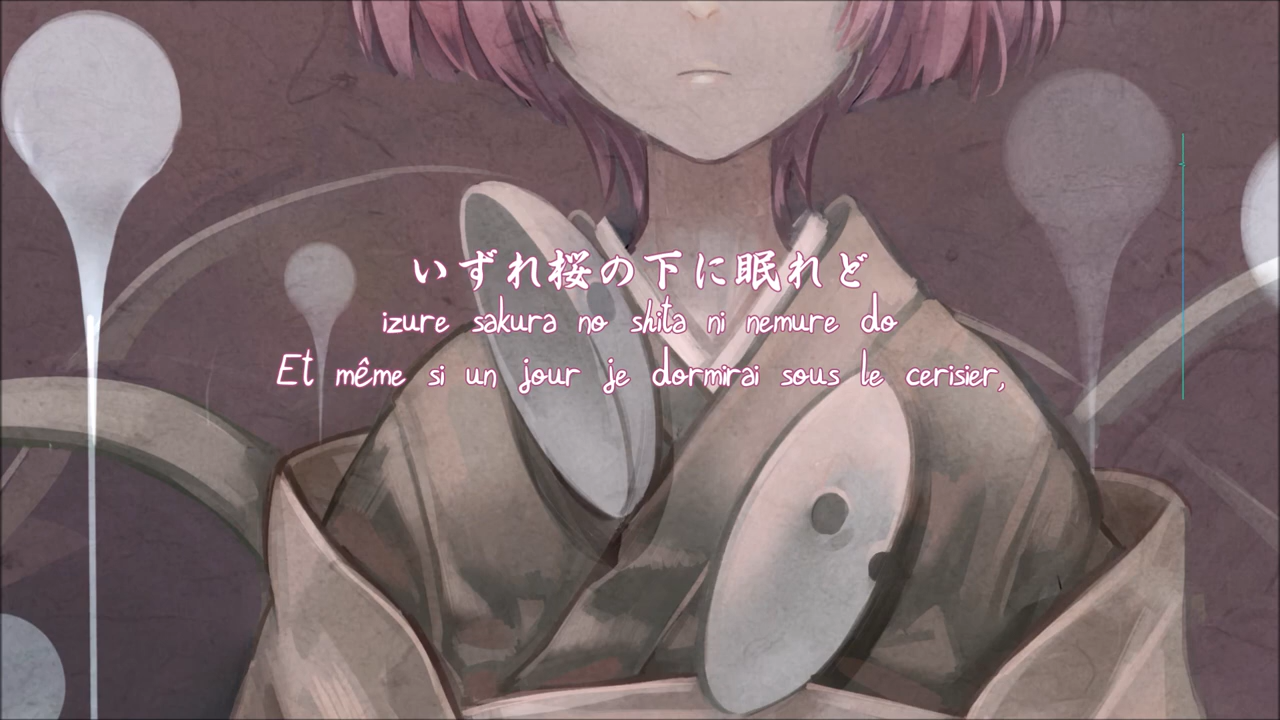 いずれ桜の下に眠れど
izure sakura no shita ni nemure do
Et même si un jour je dormirai sous le cerisier,